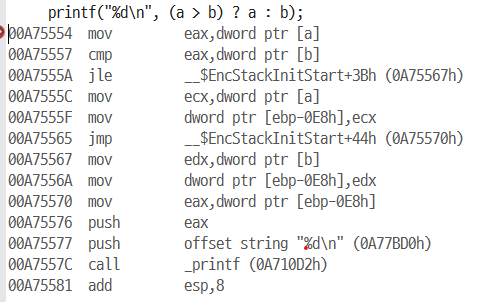 printf("%d\n", (a > b) ? a : b);
00A75554 mov eax,dword ptr [a]
00A75557 cmp eax,dword ptr [b]
00A7555A jle __$EncStackInitStart+3Bh (0A75567h)
00A7555C mov ecx,dword ptr [a]
00A7555F mov dword ptr [ebp-0E8h],ecx
00A75565 jmp __$EncStackInitStart+44h (0A75570h)
00A75567 mov edx,dword ptr [b]
00A7556A mov dword ptr [ebp-0E8h],edx
00A75570 mov eax,dword ptr [ebp-0E8h]
00A75576 push eax
00A75577 push offset string "%d\n" (0A77BD0h)
00A7557C call _printf (0A710D2h)
00A75581 add esp,8